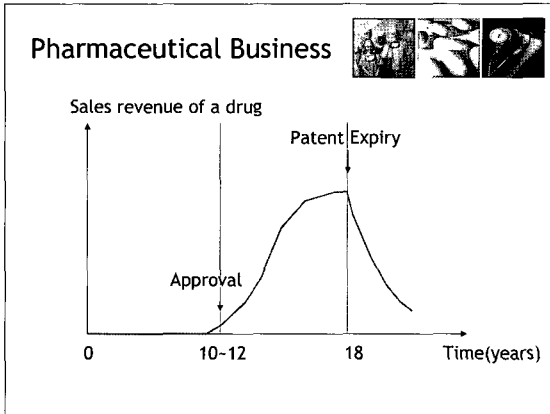 Pharmaceutical Business
Sales revenue of a drug
Patent Expiry
Approval
0 10~12 18 Time(years)